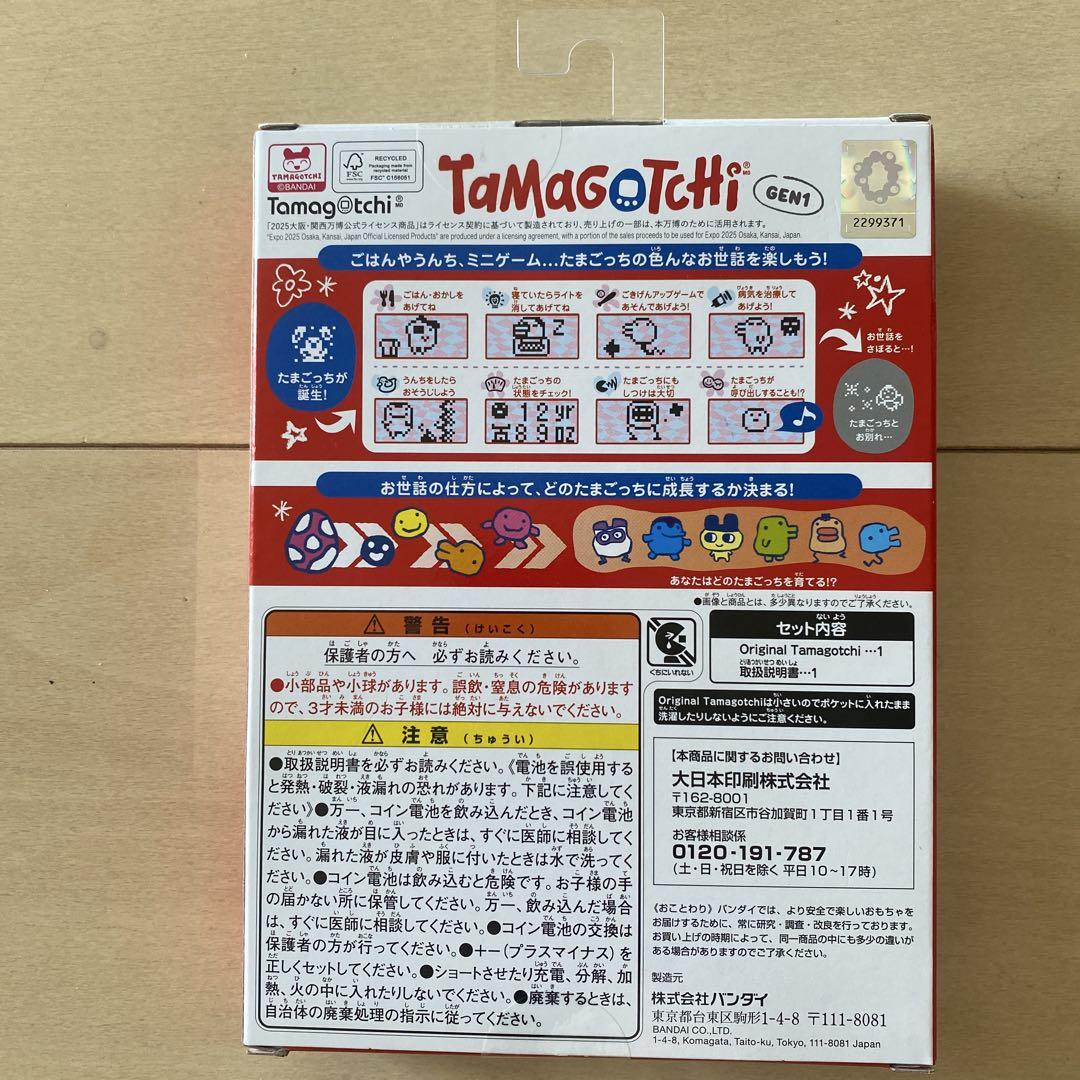 TAMAGOTCHI
©BANDAI
FSC
www.fsc.org
RECYCLED
Packaging made from
recycled material
FSC® C156051
Tamagotchi®
MD
TaMAGOTCHi®
MD
GEN1
2299371
「2025大阪・関西万博公式ライセンス商品」はライセンス契約に基づいて製造されており、売り上げの一部は、本万博のために活用されます。
"Expo 2025 Osaka, Kansai, Japan Official Licensed Products" are produced under a licensing agreement, with a portion of the sales proceeds to be used for Expo 2025 Osaka, Kansai, Japan.
ごはんやうんち、ミニゲーム...たまごっちの色んなお世話を楽しもう!
たまごっちが
誕生!
ごはん・おかしを
あげてね
寝ていたらライトを
消してあげてね
ごきげんアップゲームで
あそんであげよう!
病気を治療して
あげよう!
お世話を
さぼると…!
うんちをしたら
おそうじしよう
たまごっちの
状態をチェック!
12yr
89oz
たまごっちにも
しつけは大切
たまごっちが
呼び出しすることも!?
たまごっちと
お別れ…
お世話の仕方によって、どのたまごっちに成長するか決まる!
あなたはどのたまごっちを育てる!?
●画像と商品とは、多少異なりますのでご了承ください。
警告(けいこく)
保護者の方へ 必ずお読みください。
●小部品や小球があります。誤飲・窒息の危険があります
ので、3才未満のお子様には絶対に与えないでください。
注意(ちゅうい)
●取扱説明書を必ずお読みください。《電池を誤使用する
と発熱・破裂・液漏れの恐れがあります。下記に注意してく
ださい》●万一、コイン電池を飲み込んだとき、コイン電池
から漏れた液が目に入ったときは、すぐに医師に相談してく
ださい。漏れた液が皮膚や服に付いたときは水で洗ってく
ださい。●コイン電池は飲み込むと危険です。お子様の手
の届かない所に保管してください。万一、飲み込んだ場合
は、すぐに医師に相談してください。●コイン電池の交換は
保護者の方が行ってください。●+−(プラスマイナス)を
正しくセットしてください。●ショートさせたり充電、分解、加
熱、火の中に入れたりしないでください。●廃棄するときは、
自治体の廃棄処理の指示に従ってください。
くちにいれない
セット内容
Original Tamagotchi …1
取扱説明書…1
Original Tamagotchiは小さいのでポケットに入れたまま
洗濯したりしないようにご注意ください。
【本商品に関するお問い合わせ】
大日本印刷株式会社
〒162-8001
東京都新宿区市谷加賀町1丁目1番1号
お客様相談係
0120-191-787
(土・日・祝日を除く 平日10〜17時)
《おことわり》バンダイでは、より安全で楽しいおもちゃを
お届けするために、常に研究・調査・改良を行っております。
お買い上げの時期によって、同一商品の中にも多少の違いが
ある場合がありますのでご了承ください。
製造元
株式会社バンダイ
東京都台東区駒形1-4-8 〒111-8081
BANDAI CO.,LTD.
1-4-8, Komagata, Taito-ku, Tokyo, 111-8081 Japan